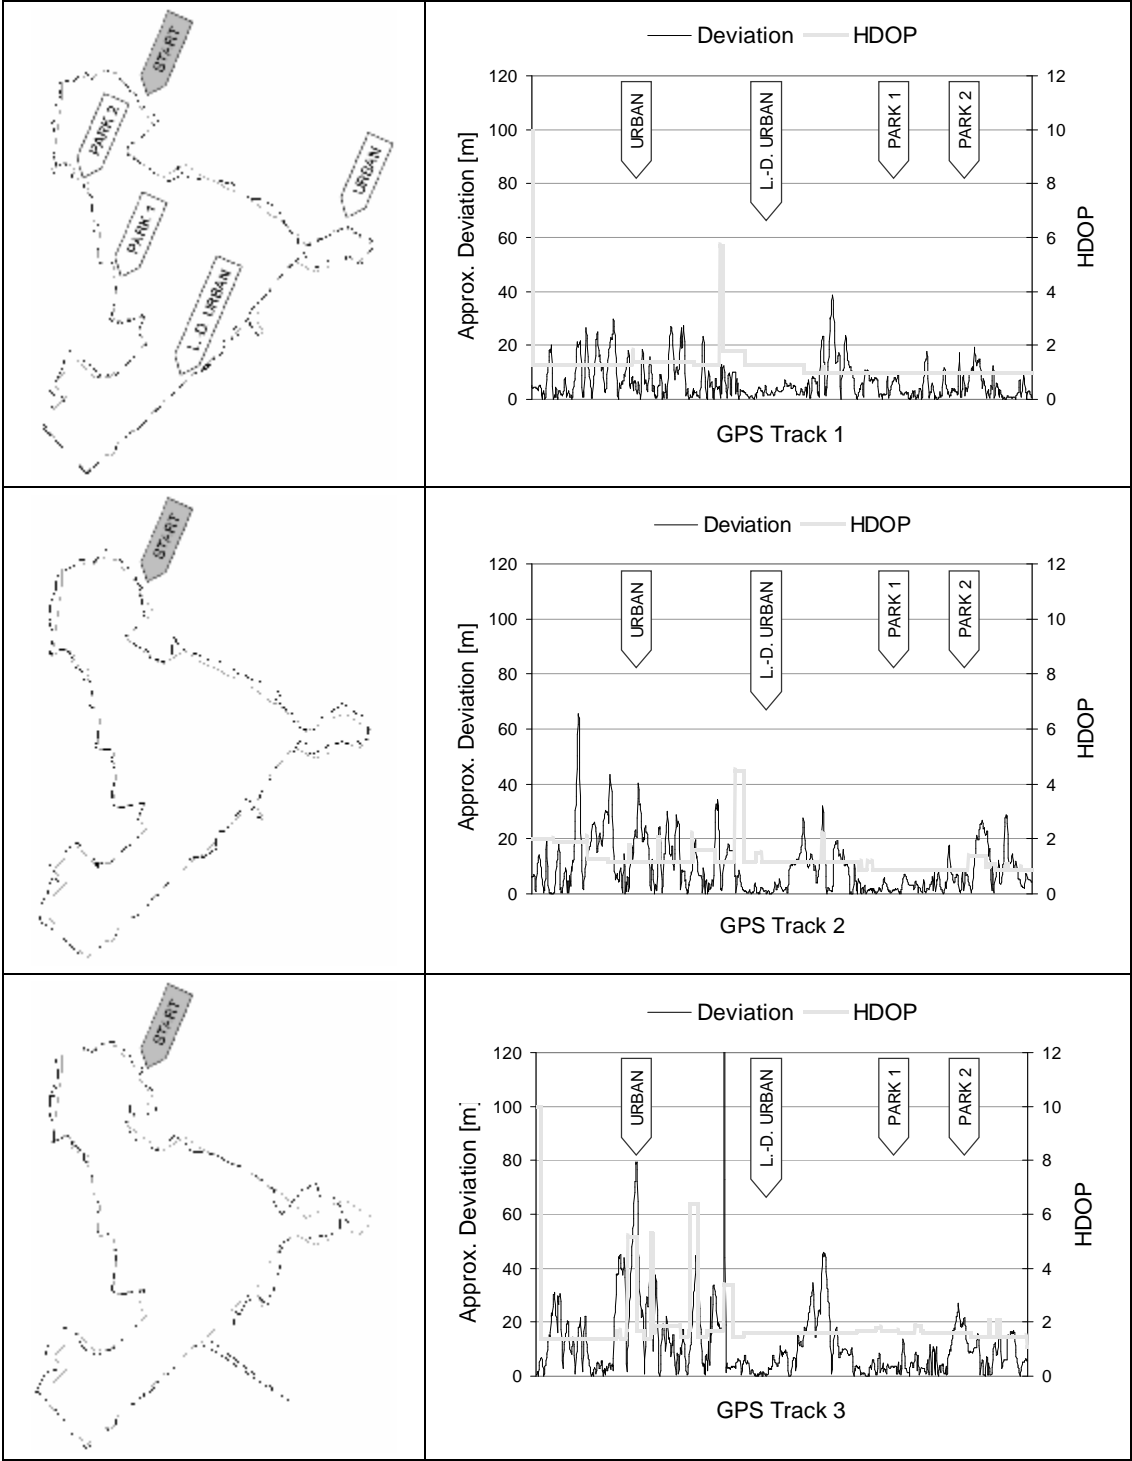 START
PARK 2
URBAN
PARK 1
L.-D. URBAN
Deviation HDOP
120 12
URBAN L.-D. URBAN PARK 1 PARK 2
100 10
80 8
60 6
40 4
20 2
0 0
Approx. Deviation [m]
HDOP
GPS Track 1
START
Deviation HDOP
120 12
URBAN L.-D. URBAN PARK 1 PARK 2
100 10
80 8
60 6
40 4
20 2
0 0
Approx. Deviation [m]
HDOP
GPS Track 2
START
Deviation HDOP
120 12
URBAN L.-D. URBAN PARK 1 PARK 2
100 10
80 8
60 6
40 4
20 2
0 0
Approx. Deviation [m]
HDOP
GPS Track 3